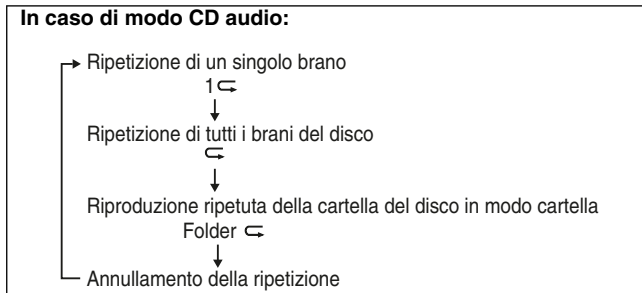 In caso di modo CD audio:
Ripetizione di un singolo brano
1
Ripetizione di tutti i brani del disco
Riproduzione ripetuta della cartella del disco in modo cartella
Folder
Annullamento della ripetizione